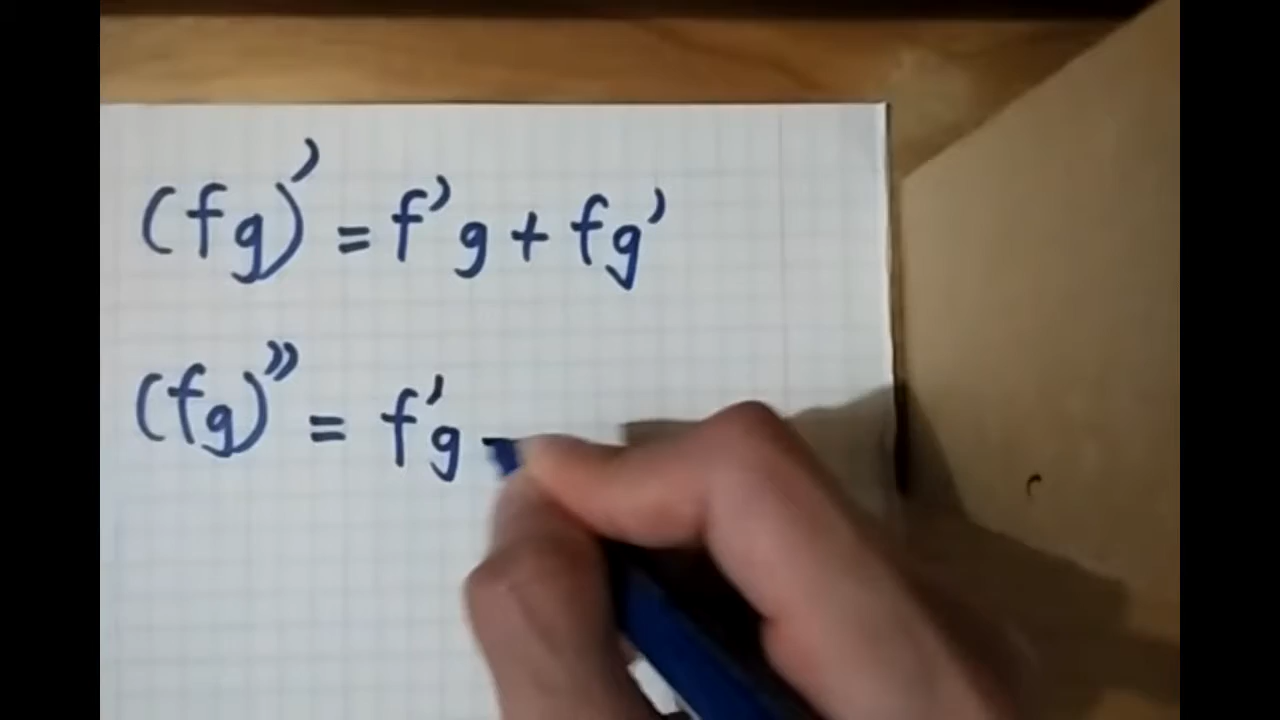 (fg)' = f'g + fg'
(fg)'' = f'g -